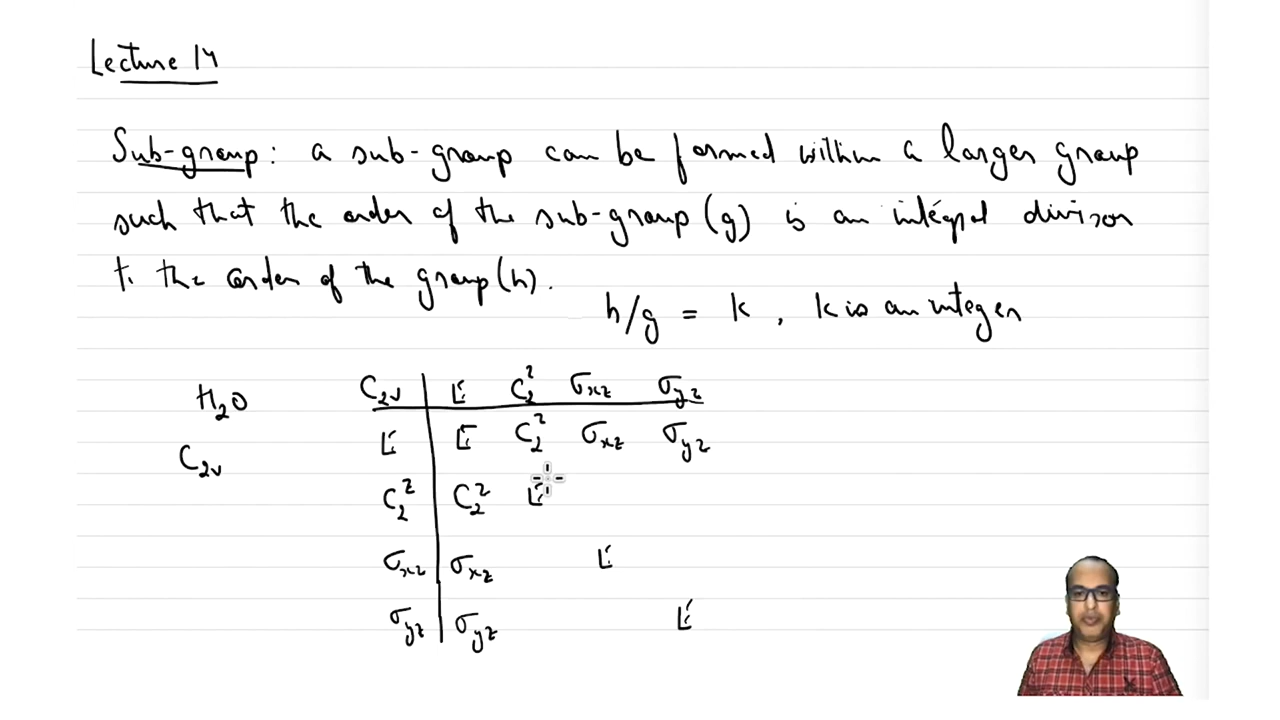 Lecture 14
Sub-group: a sub-group can be formed within a larger group
such that the order of the sub-group (g) is an integral divisor
to the order of the group (h).
h/g = k , k is an integer
H₂O
C₂ᵥ
C₂ᵥ E C₂ᶻ σxz σyz
E E C₂ᶻ σxz σyz
C₂ᶻ C₂ᶻ E
σxz σxz E
σyz σyz E